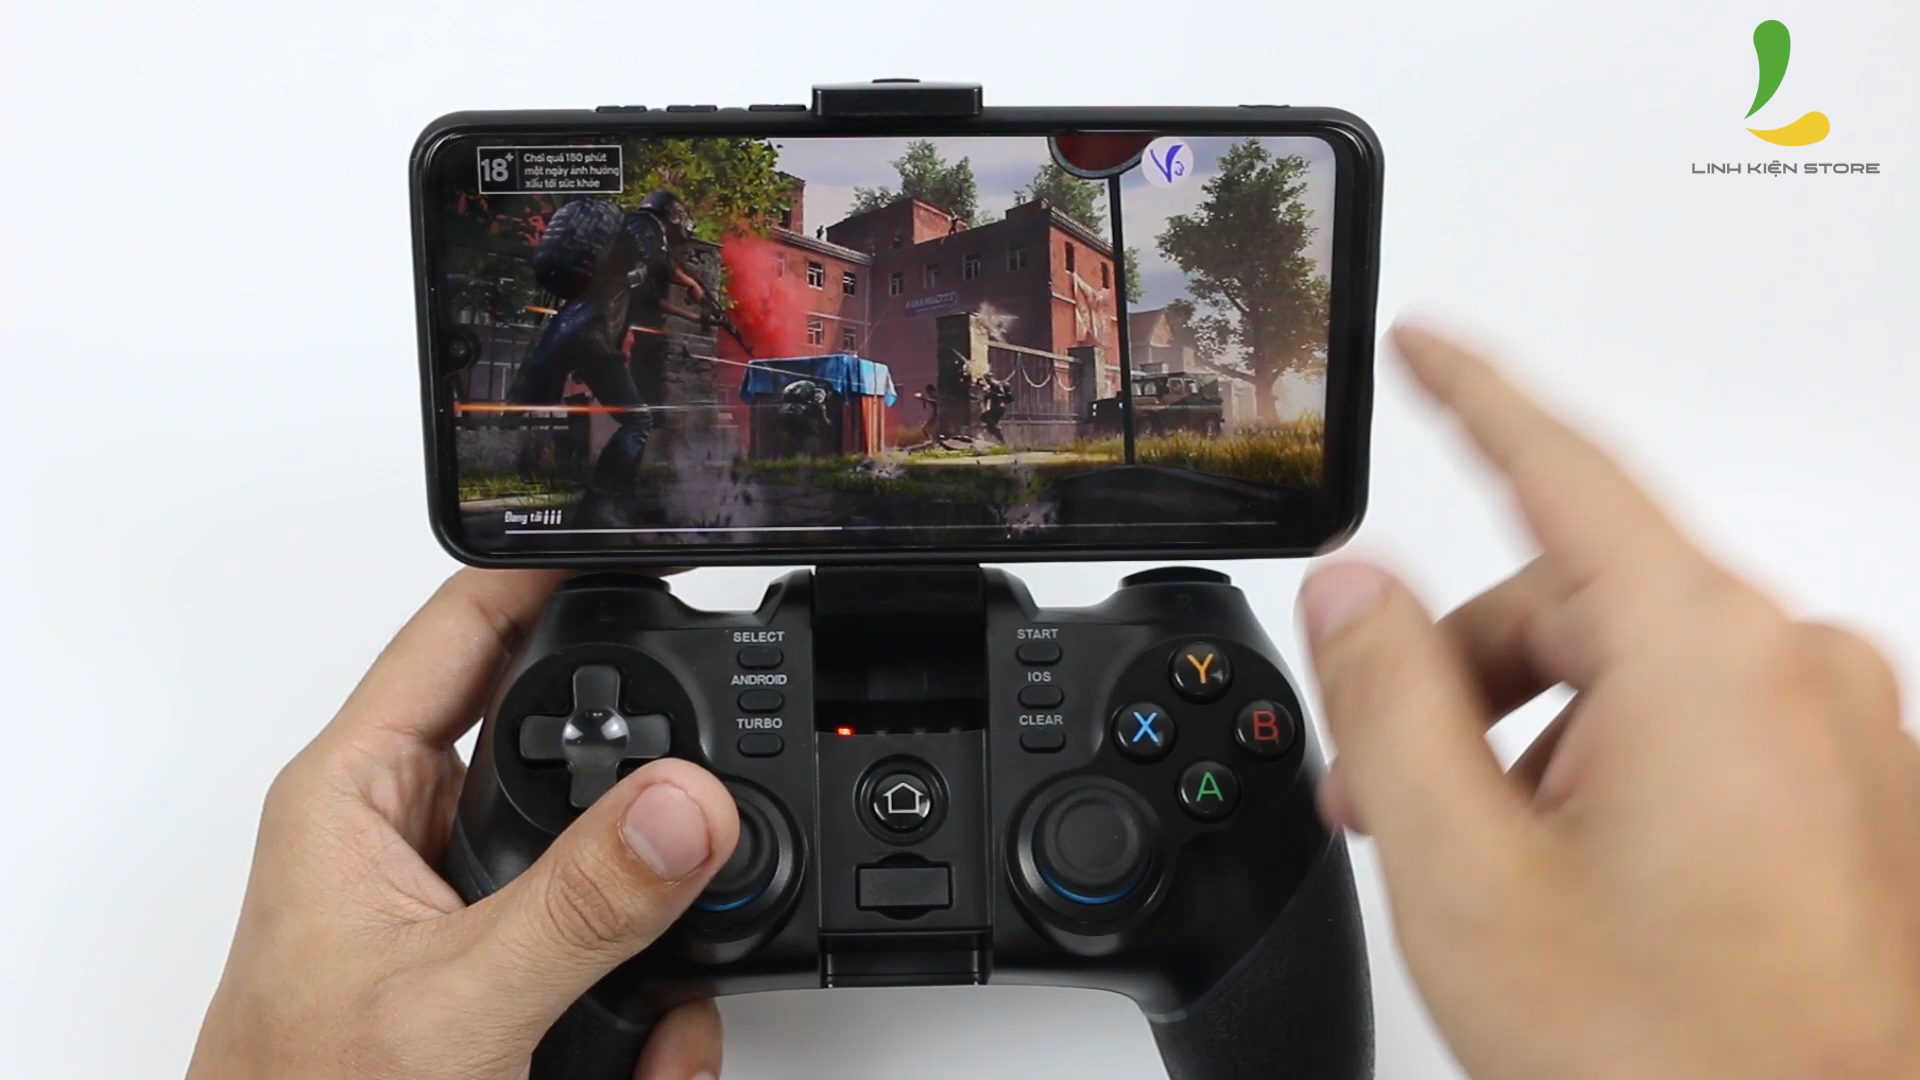 LINH KIỆN STORE
18+
Chơi quá 180 phút
một ngày ảnh hưởng
xấu tới sức khỏe
Đang tải
SELECT
START
ANDROID
IOS
TURBO
CLEAR
Y
X
B
A